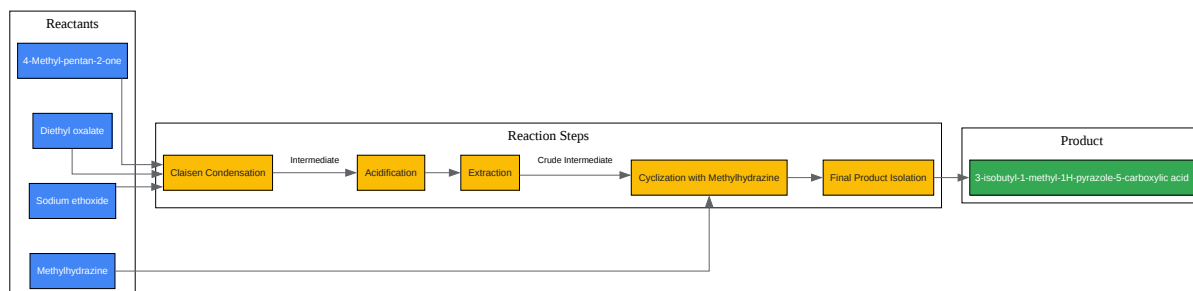 Reactants
4-Methyl-pentan-2-one
Diethyl oxalate
Sodium ethoxide
Methylhydrazine
Reaction Steps
Claisen Condensation
Intermediate
Acidification
Extraction
Crude Intermediate
Cyclization with Methylhydrazine
Final Product Isolation
Product
3-isobutyl-1-methyl-1H-pyrazole-5-carboxylic acid